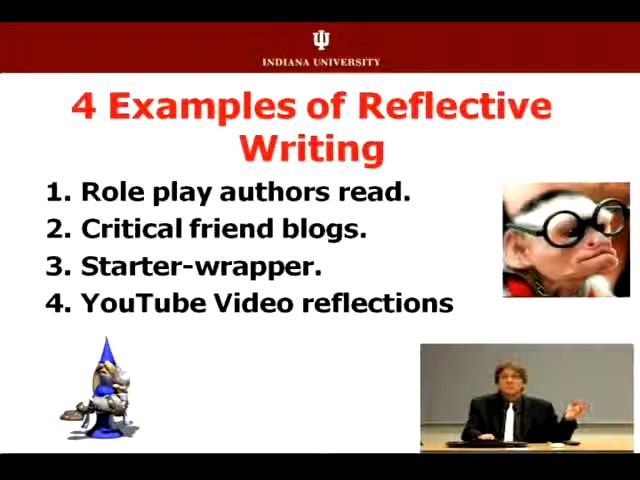 INDIANA UNIVERSITY
4 Examples of Reflective
Writing
1. Role play authors read.
2. Critical friend blogs.
3. Starter-wrapper.
4. YouTube Video reflections